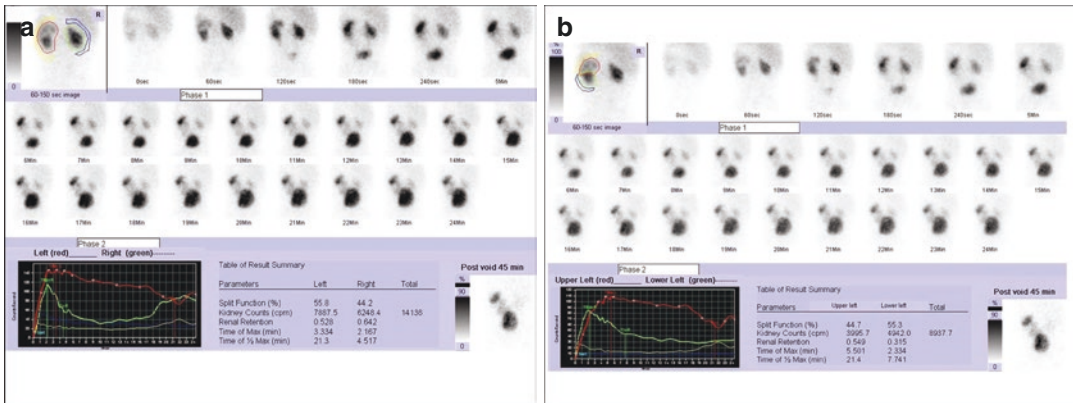 a
R
0
60-150 sec image
0sec 60sec 120sec 180sec 240sec 5Min
Phase 1
6Min 7Min 8Min 9Min 10Min 11Min 12Min 13Min 14Min 15Min
16Min 17Min 18Min 19Min 20Min 21Min 22Min 23Min 24Min
Phase 2
Left (red)______ Right (green)---------
Table of Result Summary
Parameters Left Right Total
Split Function (%) 55.8 44.2
Kidney Counts (cpm) 7887.5 6248.4 14136
Renal Retention 0.528 0.642
Time of Max (min) 3.334 2.167
Time of ½ Max (min) 21.3 4.517
Post void 45 min
%
90
0
b
%
100
R
0
60-150 sec image
0sec 60sec 120sec 180sec 240sec 5Min
Phase 1
6Min 7Min 8Min 9Min 10Min 11Min 12Min 13Min 14Min 15Min
16Min 17Min 18Min 19Min 20Min 21Min 22Min 23Min 24Min
Phase 2
Upper Left (red)______ Lower Left (green)---------
Table of Result Summary
Parameters Upper left Lower left Total
Split Function (%) 44.7 55.3
Kidney Counts (cpm) 3995.7 4942.0 8937.7
Renal Retention 0.549 0.315
Time of Max (min) 5.501 2.334
Time of ½ Max (min) 21.4 7.741
Post void 45 min
%
90
0